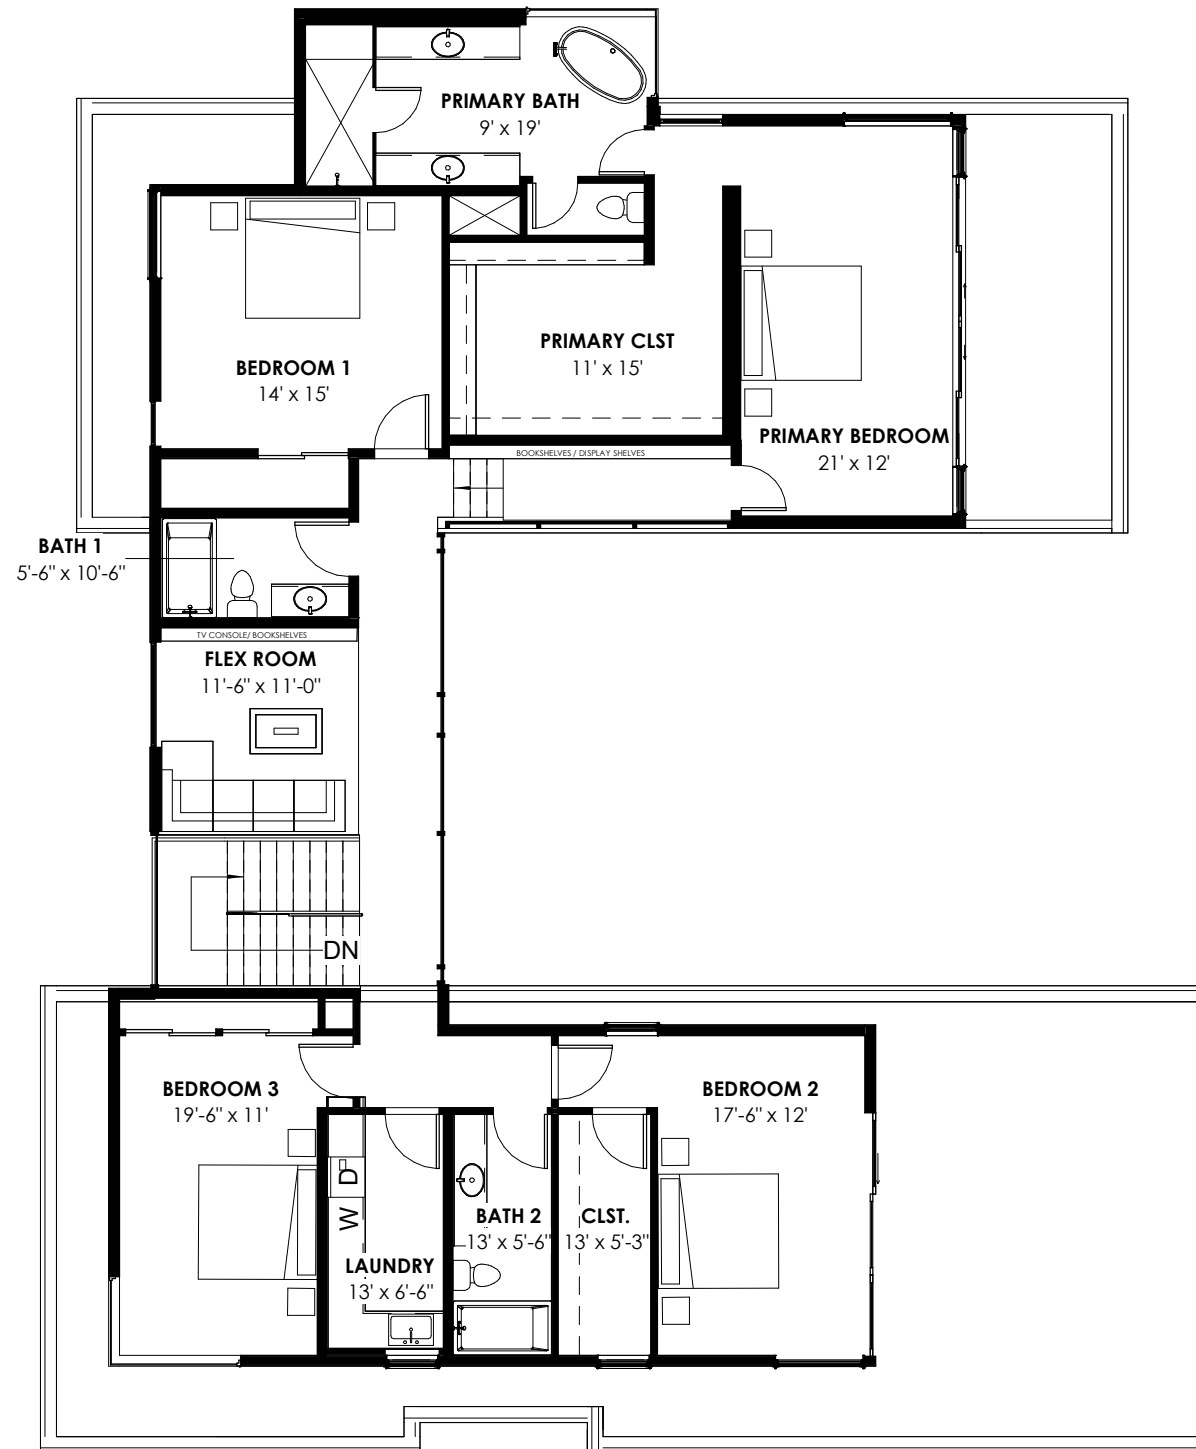 PRIMARY BATH
9' x 19'
PRIMARY CLST
11' x 15'
BEDROOM 1
14' x 15'
PRIMARY BEDROOM
21' x 12'
BOOKSHELVES / DISPLAY SHELVES
BATH 1
5'-6" x 10'-6"
TV CONSOLE/ BOOKSHELVES
FLEX ROOM
11'-6" x 11'-0"
DN
BEDROOM 3
19'-6" x 11'
BEDROOM 2
17'-6" x 12'
D
W
BATH 2
13' x 5'-6"
CLST.
13' x 5'-3"
LAUNDRY
13' x 6'-6"